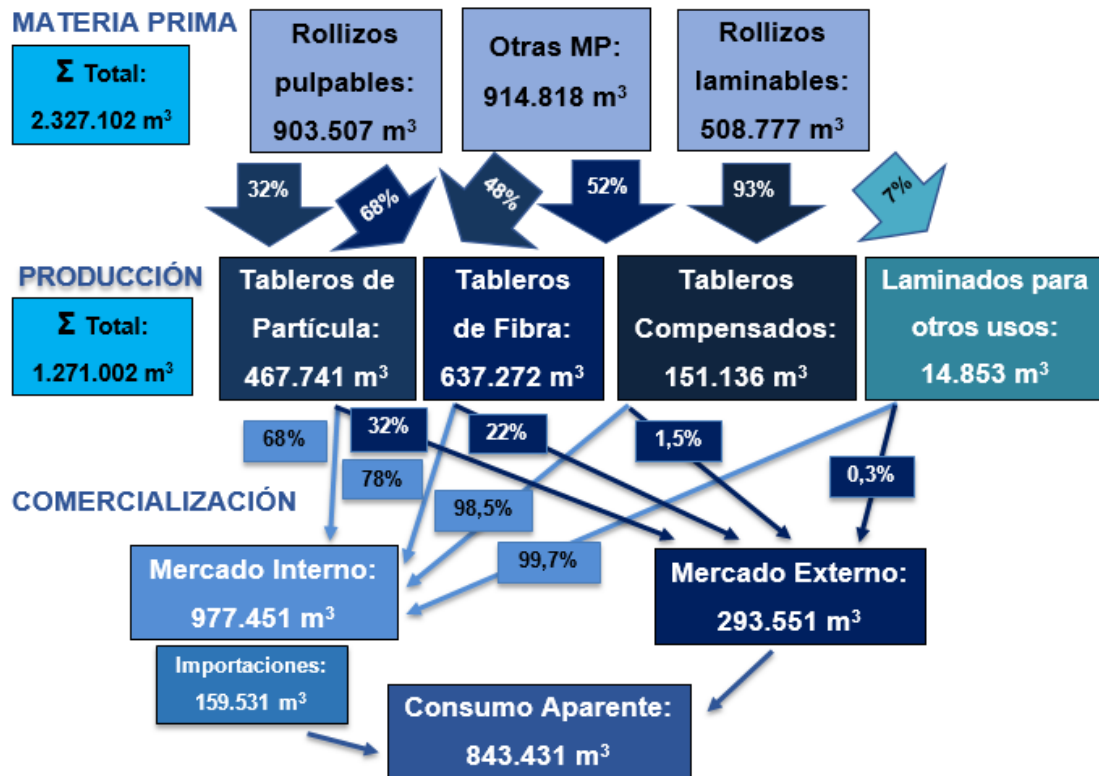 MATERIA PRIMA
Σ Total:
2.327.102 m³
Rollizos
pulpables:
903.507 m³
Otras MP:
914.818 m³
Rollizos
laminables:
508.777 m³
32%
68%
48%
52%
93%
7%
PRODUCCIÓN
Σ Total:
1.271.002 m³
Tableros de
Partícula:
467.741 m³
Tableros
de Fibra:
637.272 m³
Tableros
Compensados:
151.136 m³
Laminados para
otros usos:
14.853 m³
68%
32%
22%
1,5%
78%
0,3%
COMERCIALIZACIÓN
98,5%
99,7%
Mercado Interno:
977.451 m³
Mercado Externo:
293.551 m³
Importaciones:
159.531 m³
Consumo Aparente:
843.431 m³